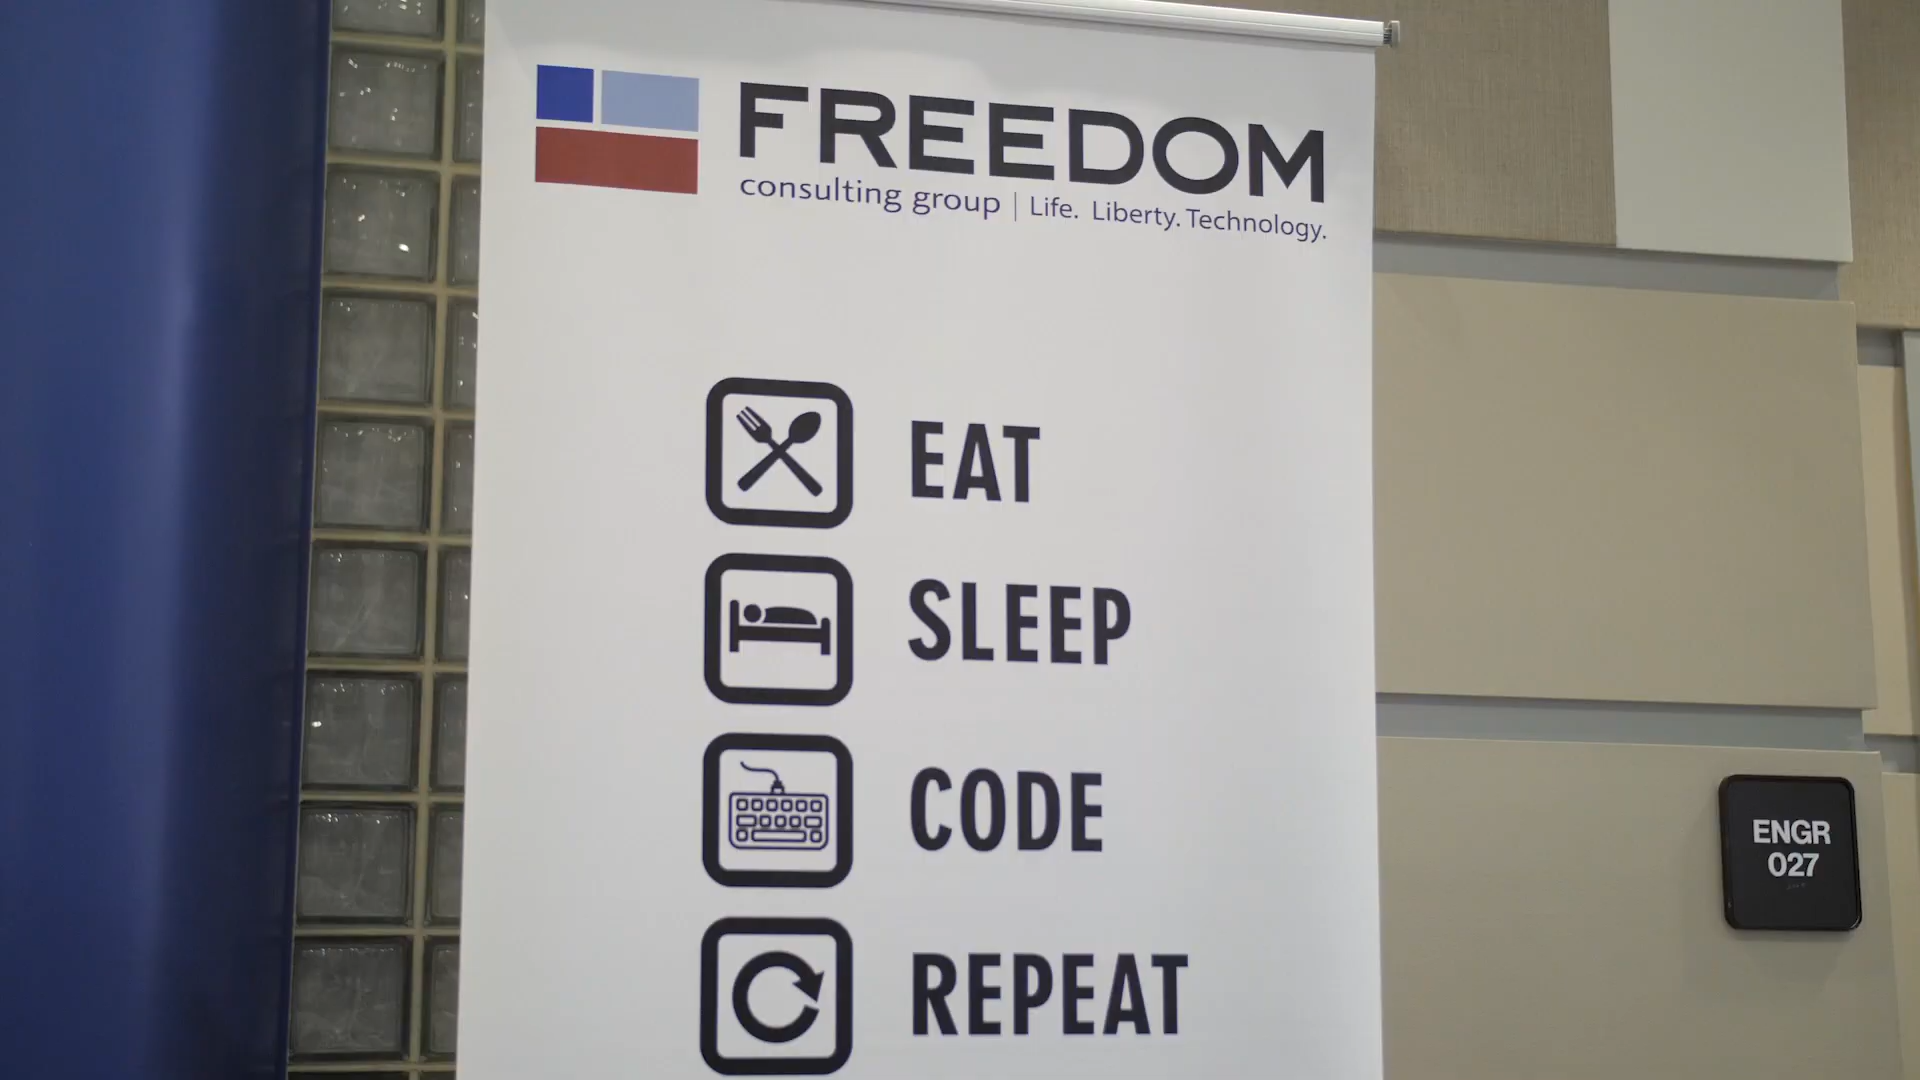 FREEDOM
consulting group | Life. Liberty. Technology.
EAT
SLEEP
CODE
REPEAT
ENGR
027